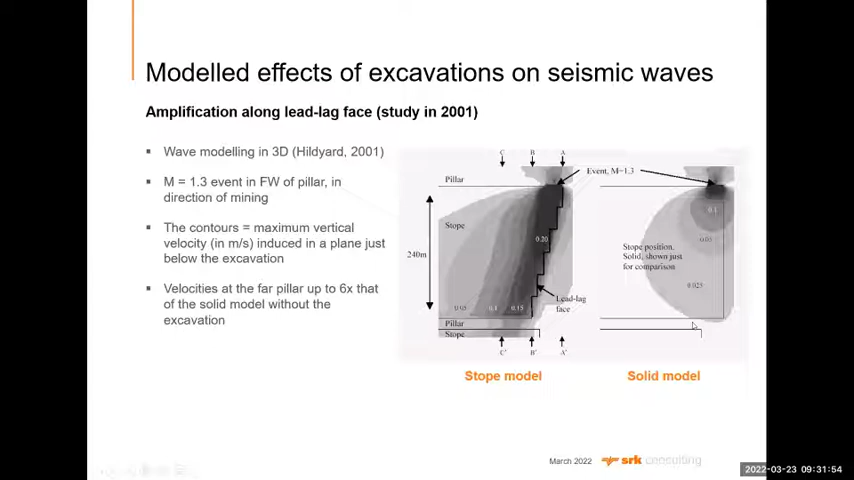 Modelled effects of excavations on seismic waves
Amplification along lead-lag face (study in 2001)
Wave modelling in 3D (Hildyard, 2001)
M = 1.3 event in FW of pillar, in
direction of mining
The contours = maximum vertical
velocity (in m/s) induced in a plane just
below the excavation
Velocities at the far pillar up to 6x that
of the solid model without the
excavation
C B A
Event, M=1.3
Pillar
Stope
240m
0.20
0.05 0.1 0.15
Lead-lag
face
Pillar
Stope
C' B' A'
0.1
0.05
Stope position,
Solid, shown just
for comparison
0.025
Stope model
Solid model
March 2022
srk consulting
2022-03-23 09:31:54